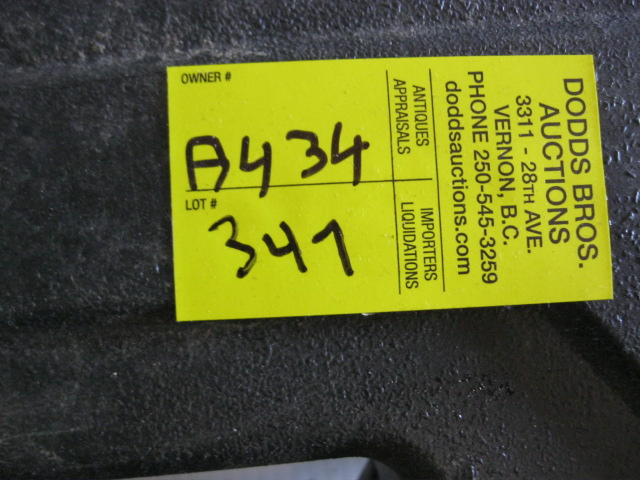 OWNER #
A434
LOT #
341
ANTIQUES
APPRAISALS
IMPORTERS
LIQUIDATIONS
DODDS BROS.
AUCTIONS
3311 - 28TH AVE.
VERNON, B.C.
PHONE 250-545-3259
doddsauctions.com